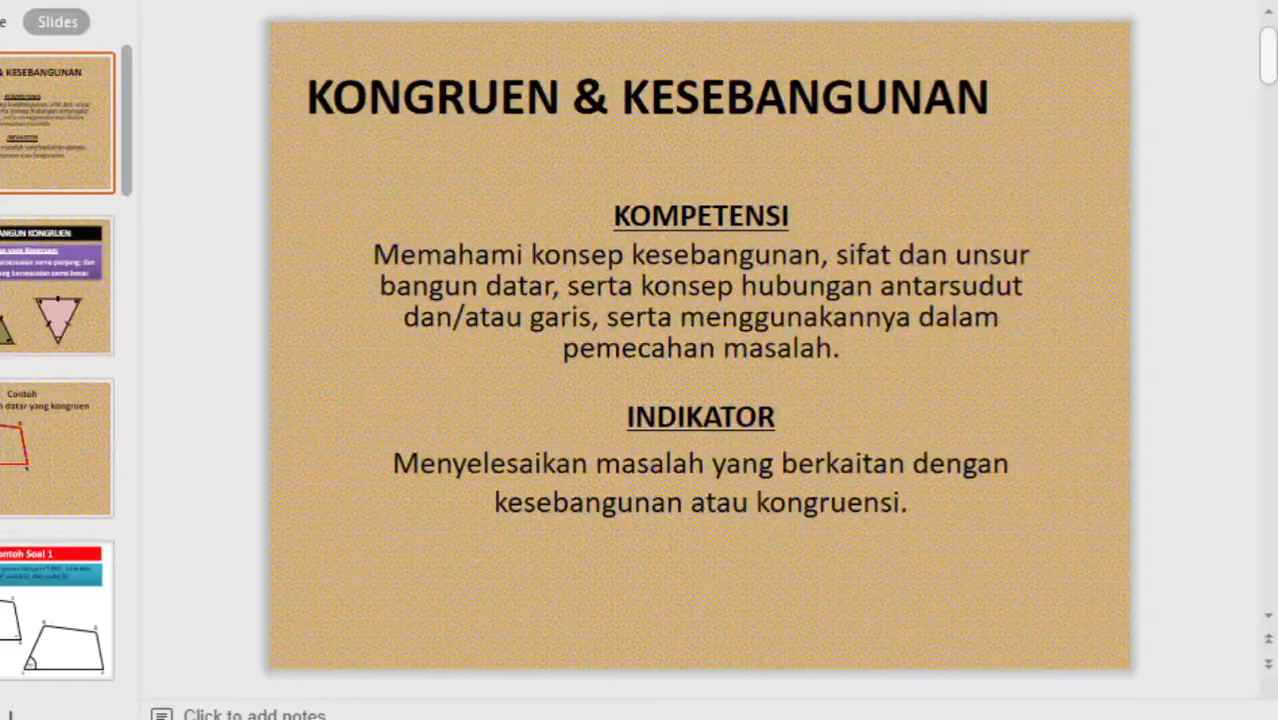 Slides
KONGRUEN & KESEBANGUNAN
KOMPETENSI
Memahami konsep kesebangunan, sifat dan unsur
bangun datar, serta konsep hubungan antarsudut
dan/atau garis, serta menggunakannya dalam
pemecahan masalah.
INDIKATOR
Menyelesaikan masalah yang berkaitan dengan
kesebangunan atau kongruensi.
& KESEBANGUNAN
KOMPETENSI
INDIKATOR
KONGRUEN
Contoh
datar yang kongruen
Soal 1
Click to add notes